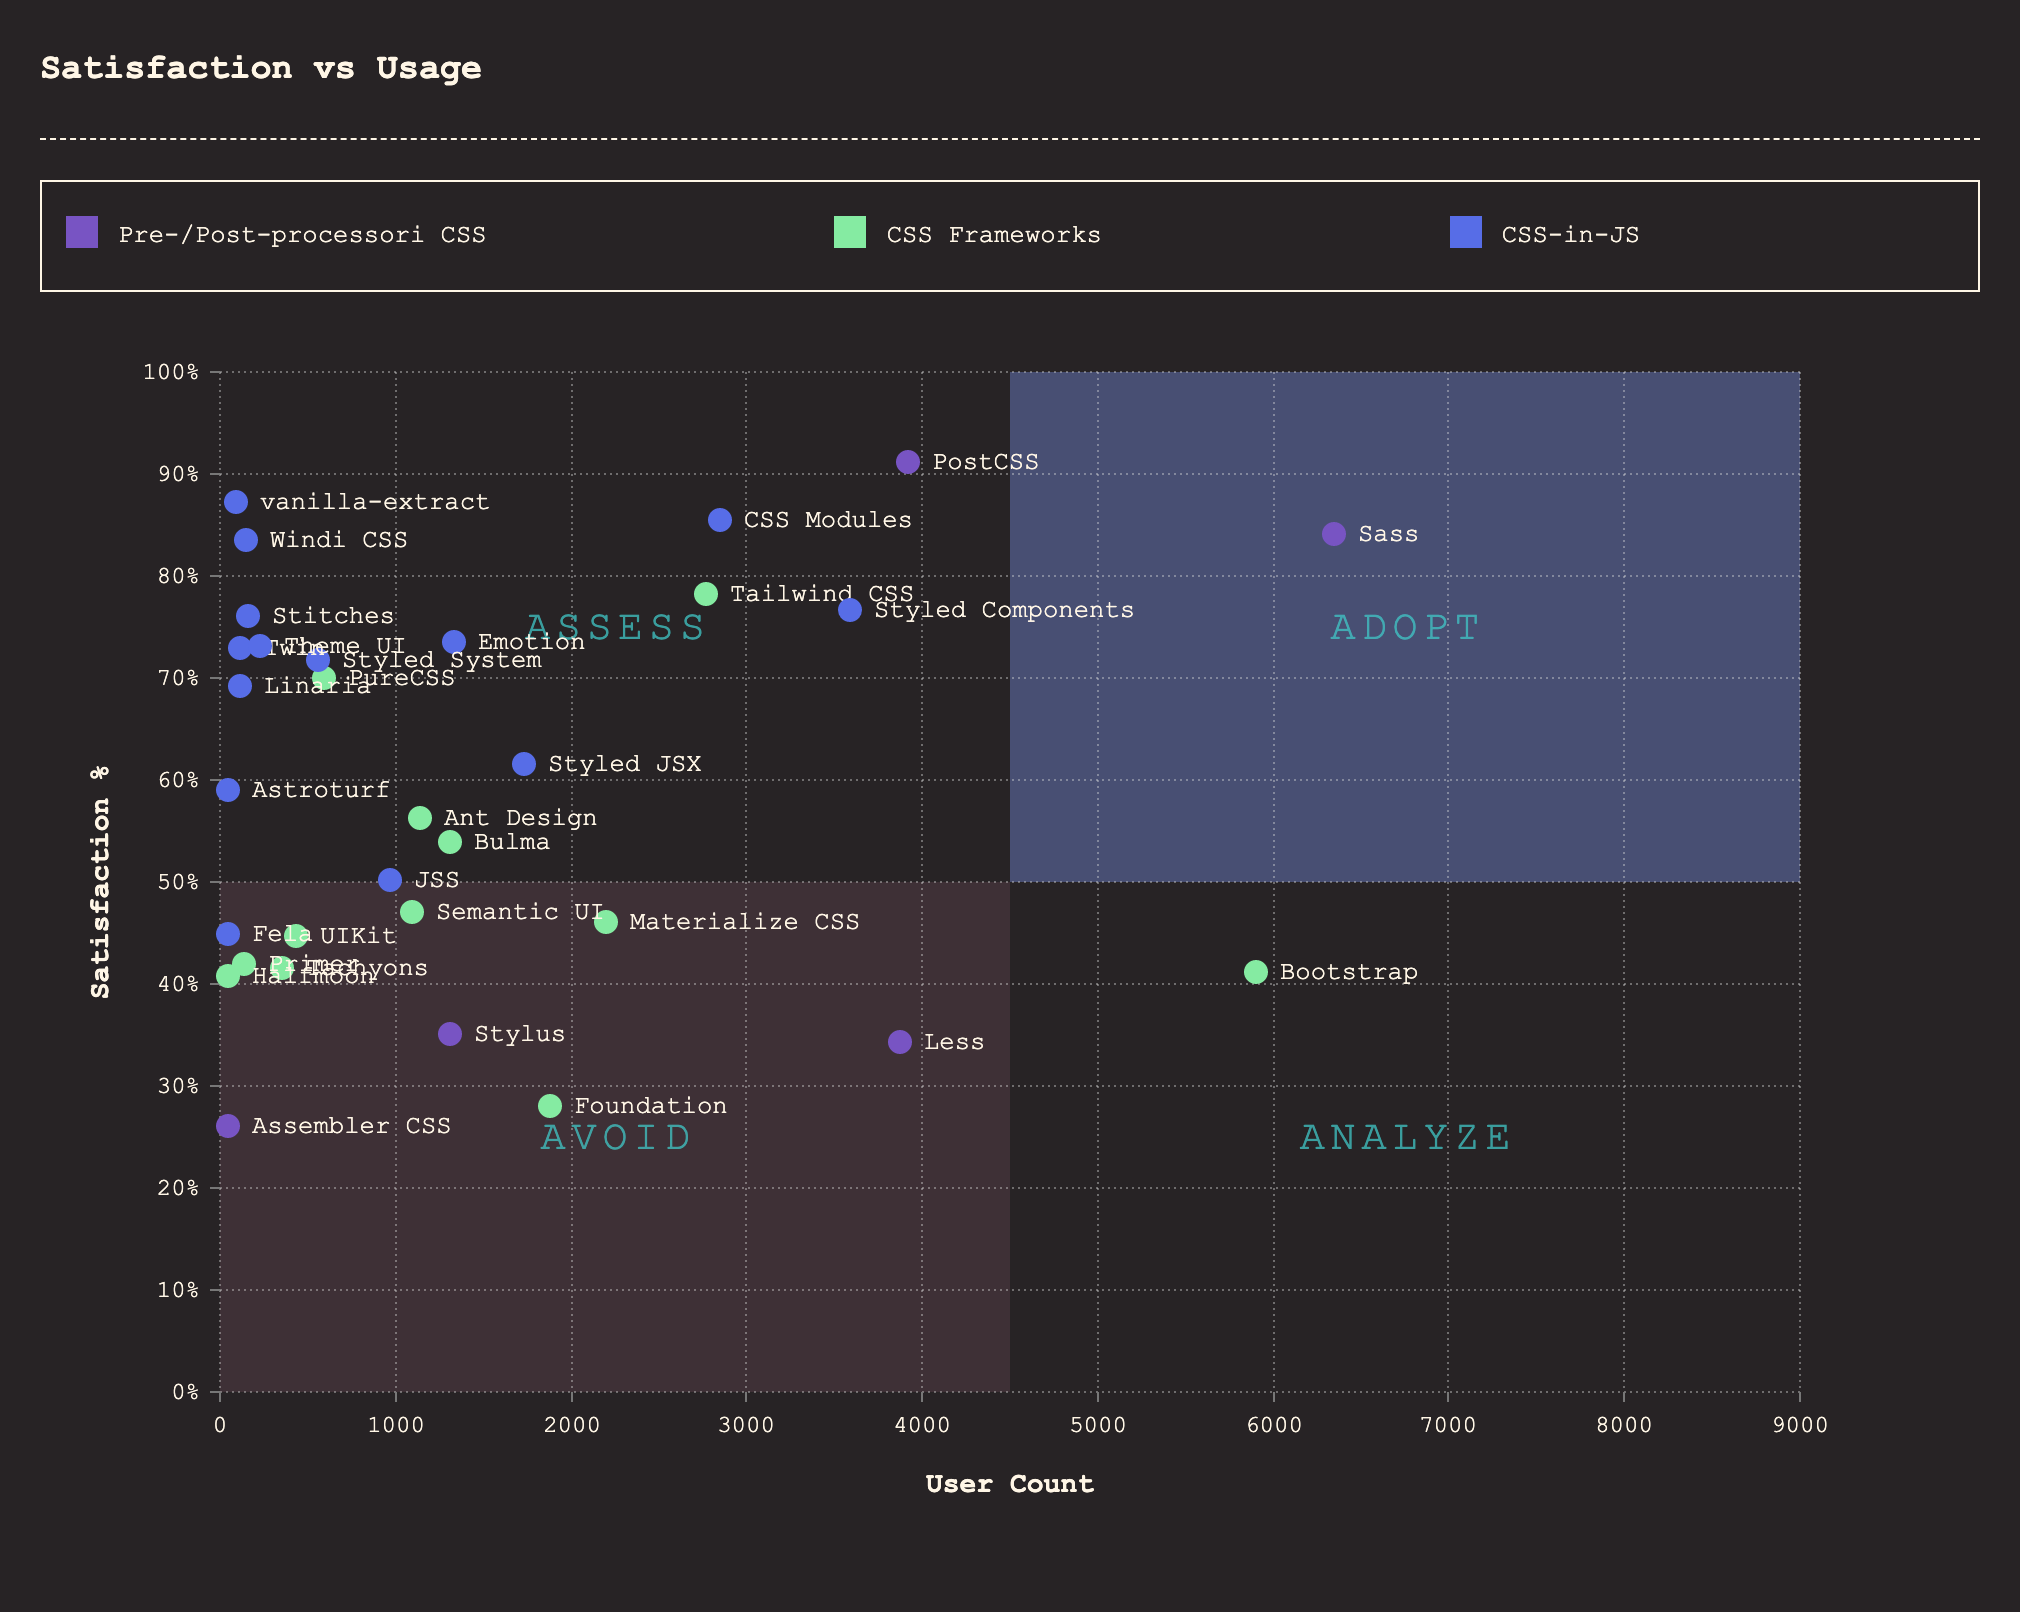 Satisfaction vs Usage
Pre-/Post-processori CSS
CSS Frameworks
CSS-in-JS
100%
PostCSS
90%
vanilla-extract
CSS Modules
Sass
Windi CSS
80%
Tailwind CSS
Styled Components
Stitches
ASSESS
ADOPT
Emotion
Theme UI
Twin
Styled System
70%
PureCSS
Linaria
Styled JSX
60%
Astroturf
Ant Design
Bulma
50%
JSS
Semantic UI
Materialize CSS
Fela
UIKit
Primer
Tachyons
Halfmoon
Bootstrap
40%
Stylus
Less
30%
Foundation
Assembler CSS
AVOID
ANALYZE
20%
10%
0%
Satisfaction %
0
1000
2000
3000
4000
5000
6000
7000
8000
9000
User Count